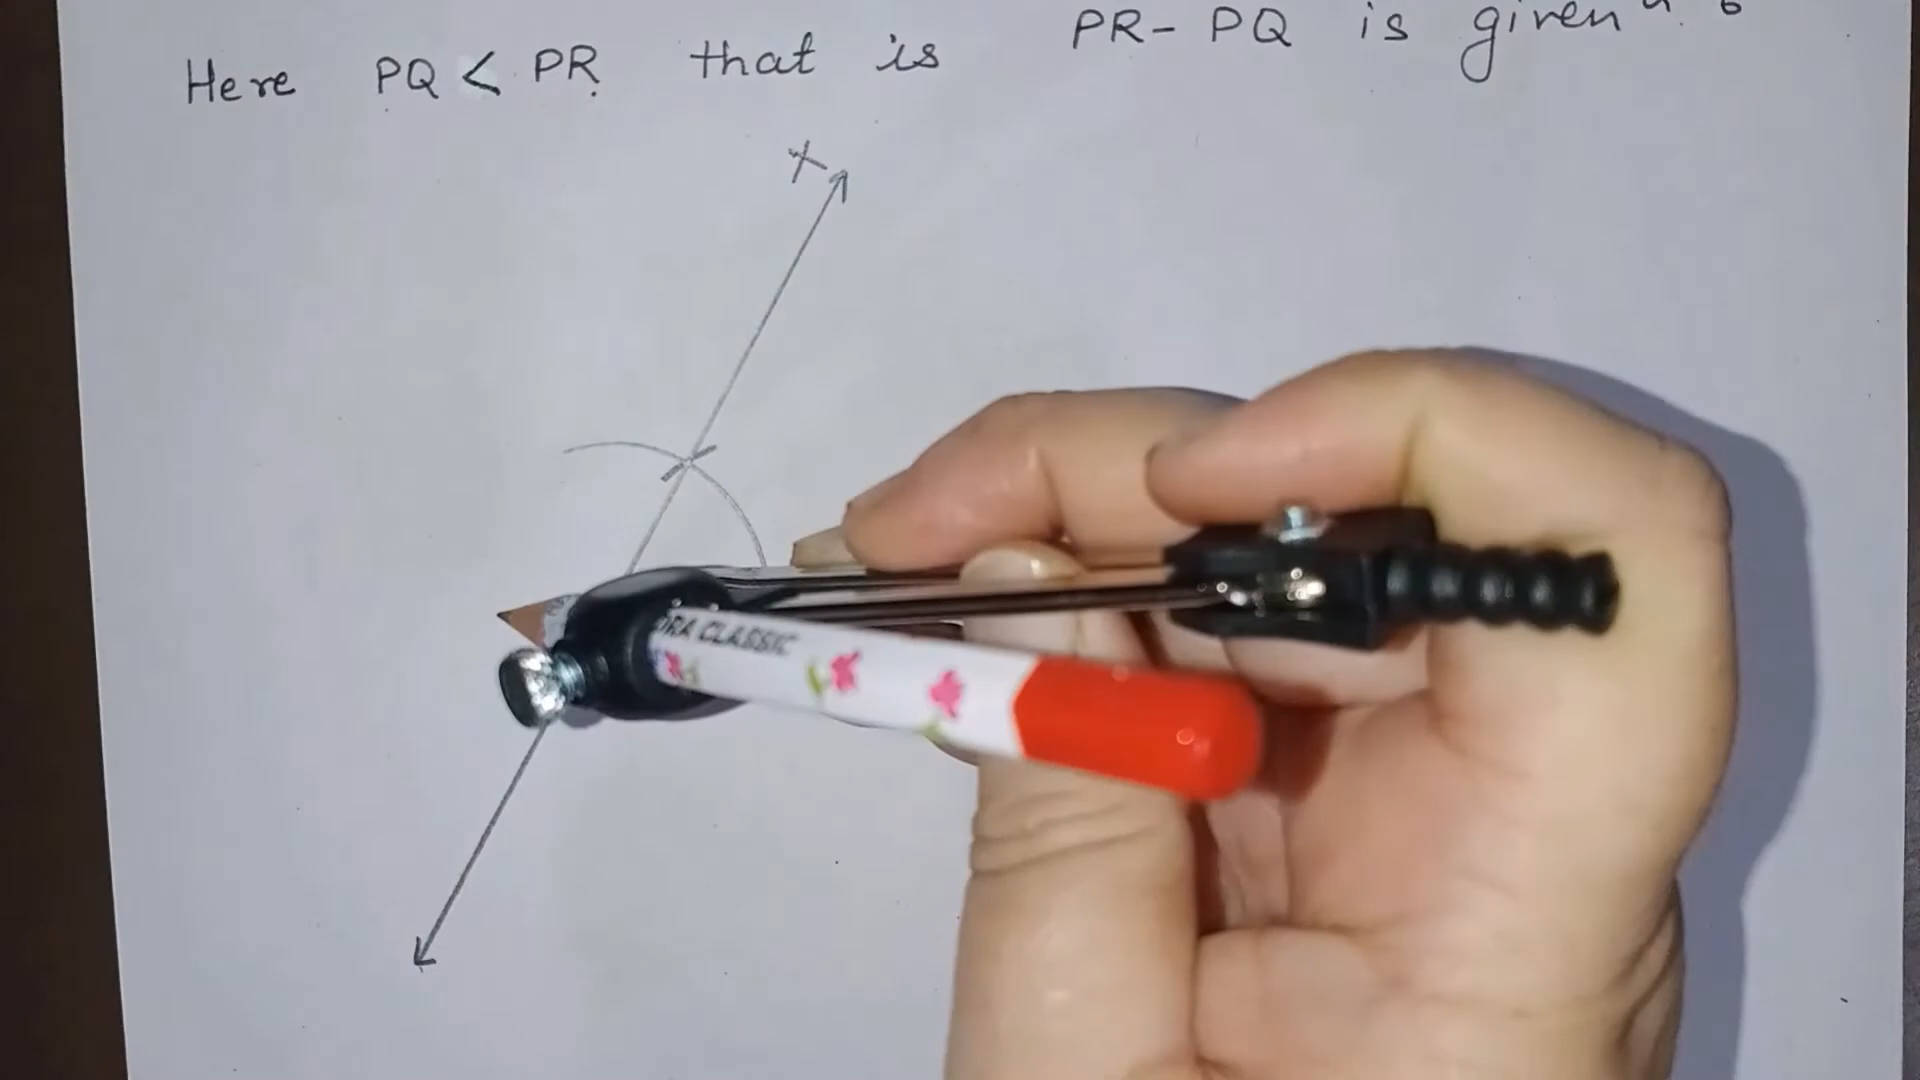 Here PQ < PR that is PR - PQ is given
X
ORA CLASSIC